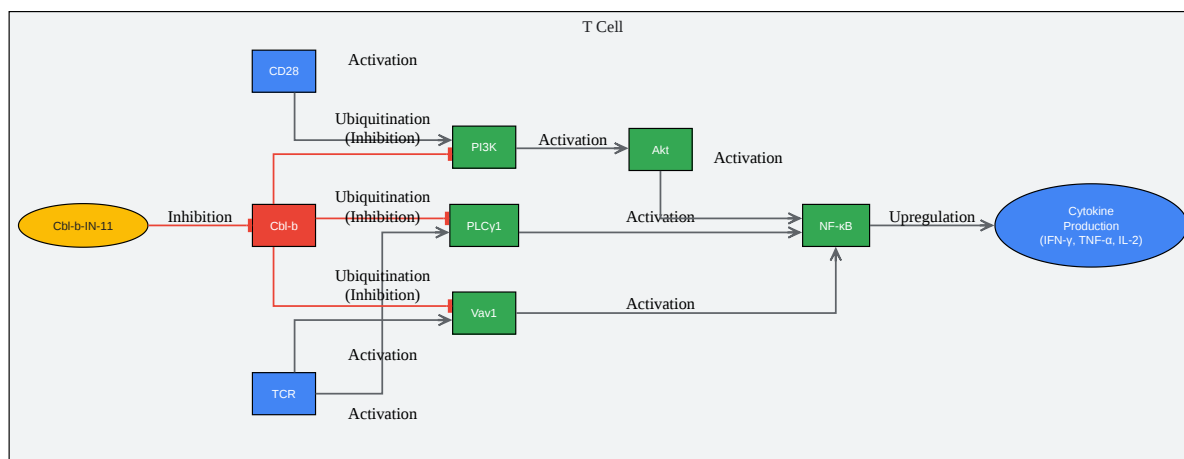 T Cell
Activation
CD28
Ubiquitination
(Inhibition)
PI3K
Activation
Akt
Activation
Ubiquitination
(Inhibition)
Cbl-b-IN-11
Inhibition
Cbl-b
PLCγ1
Activation
NF-κB
Upregulation
Cytokine
Production
(IFN-γ, TNF-α, IL-2)
Ubiquitination
(Inhibition)
Vav1
Activation
Activation
TCR
Activation